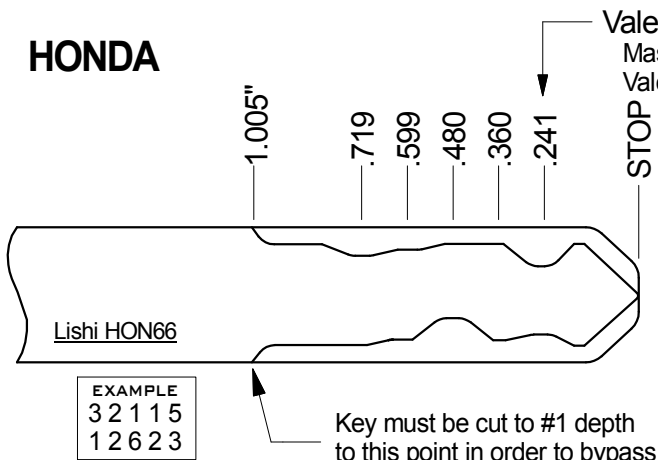 HONDA
Vale
Mas
Vale
1.005"
.719
.599
.480
.360
.241
STOP
Lishi HON66
EXAMPLE
3 2 1 1 5
1 2 6 2 3
Key must be cut to #1 depth
to this point in order to bypass